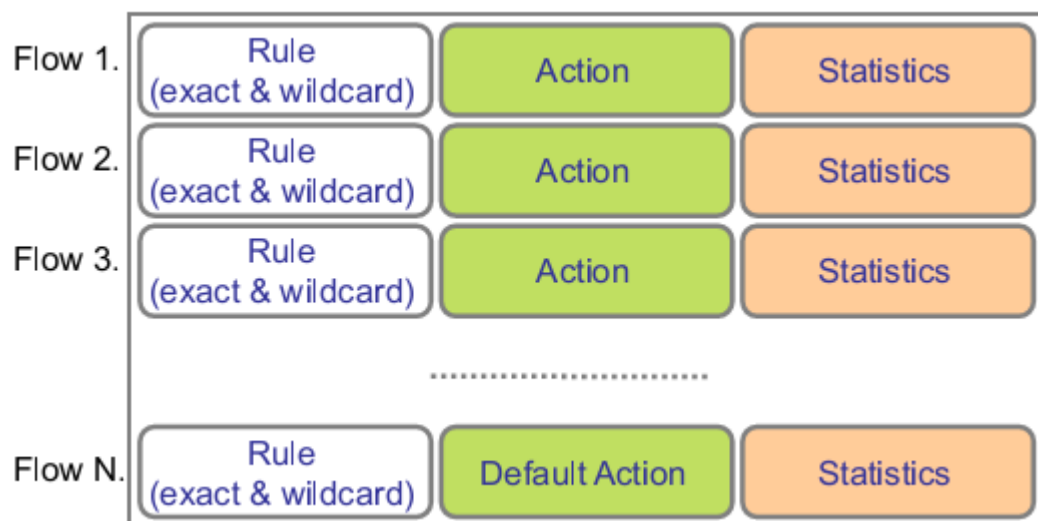 Flow 1.
Rule
(exact & wildcard)
Action
Statistics
Flow 2.
Rule
(exact & wildcard)
Action
Statistics
Flow 3.
Rule
(exact & wildcard)
Action
Statistics
Flow N.
Rule
(exact & wildcard)
Default Action
Statistics